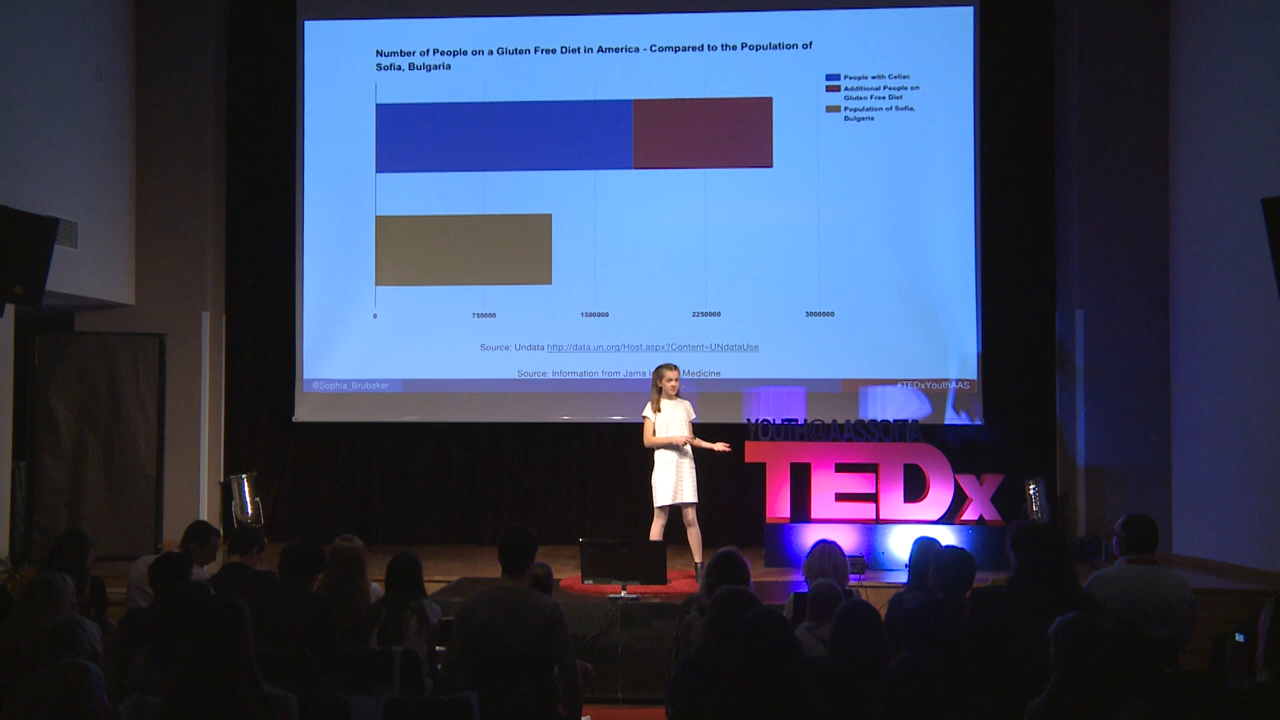 Number of People on a Gluten Free Diet in America - Compared to the Population of
Sofia, Bulgaria
People with Celiac
Additional People on
Gluten Free Diet
Population of Sofia,
Bulgaria
0 750000 1500000 2250000 3000000
Source: Undata http://data.un.org/Host.aspx?Content=UNdataUse
Source: Information from Jama Medicine
@Sophia_Brubaker #TEDxYouthAAS
YOUTH@AASSOFIA
TEDx